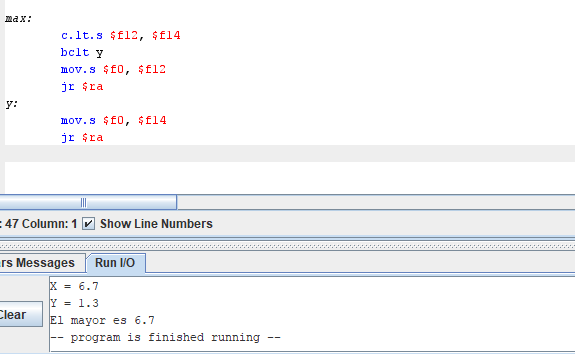 max:
c.lt.s $f12, $f14
bc1t y
mov.s $f0, $f12
jr $ra
y:
mov.s $f0, $f14
jr $ra
: 47 Column: 1 Show Line Numbers
rs Messages Run I/O
Clear
X = 6.7
Y = 1.3
El mayor es 6.7
-- program is finished running --